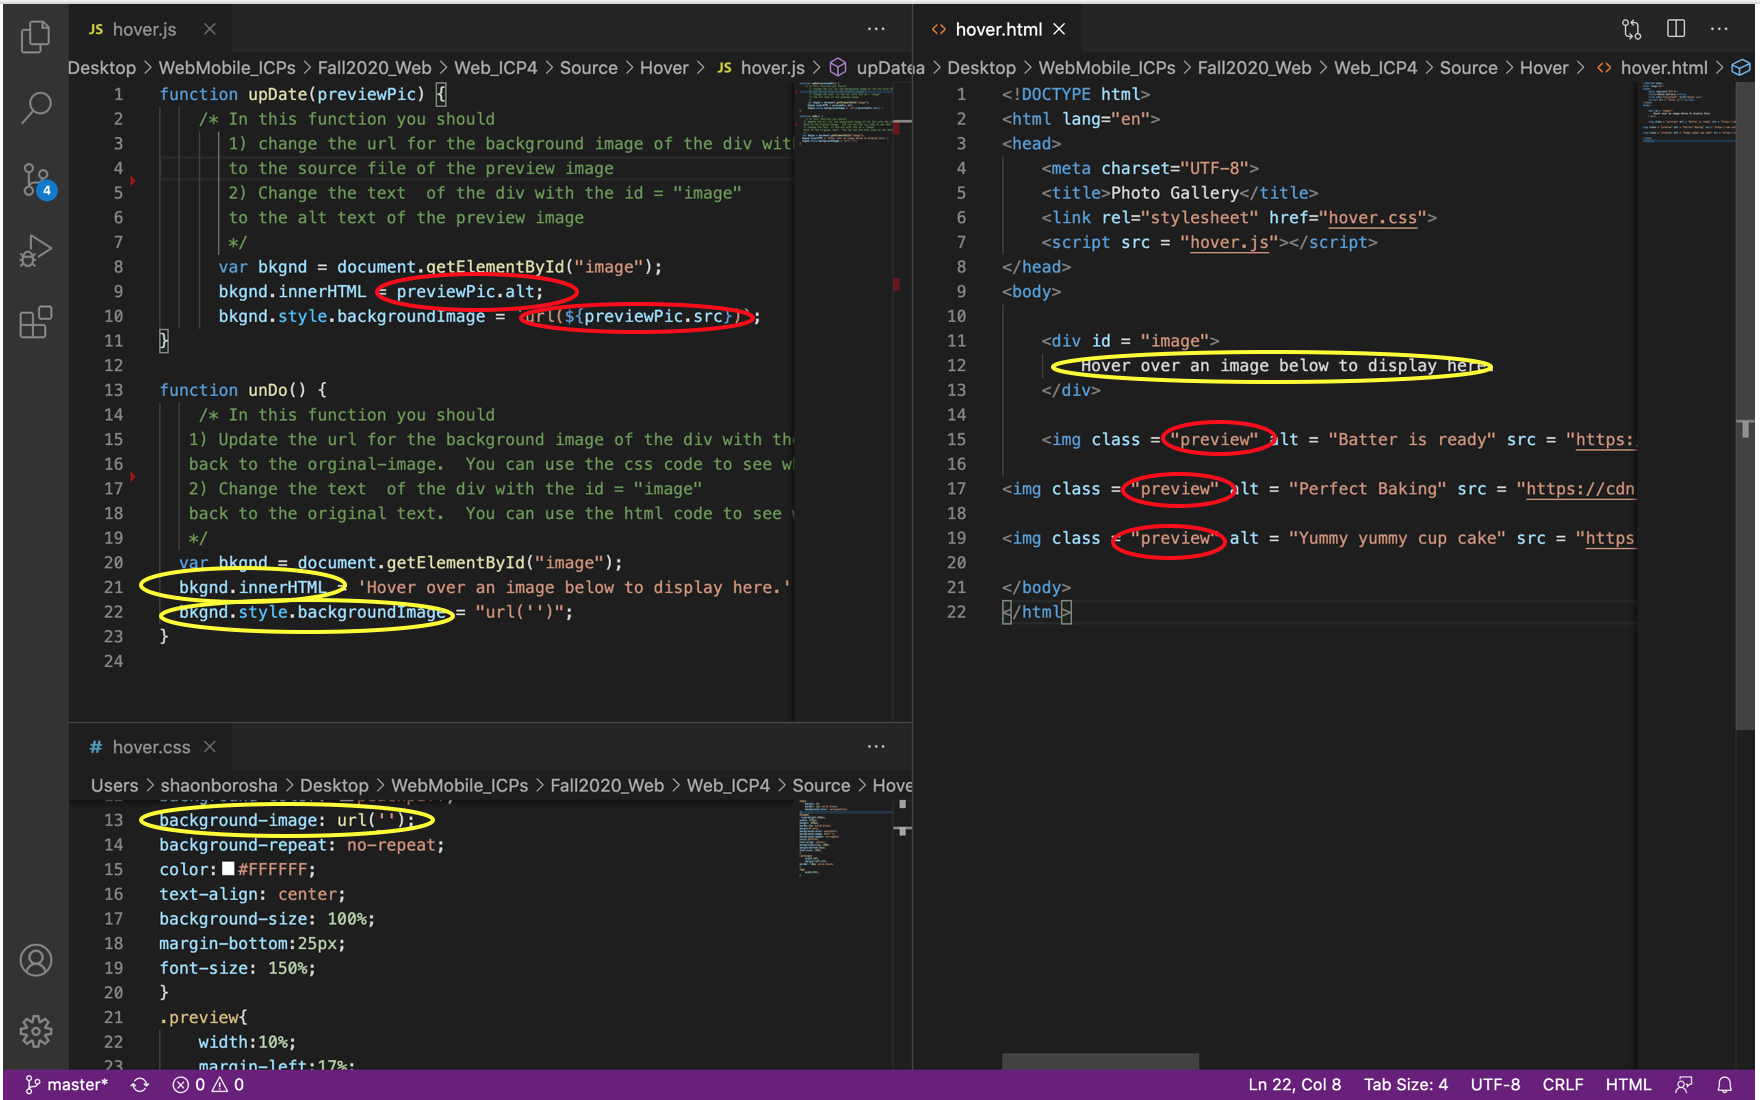 JS hover.js
Desktop > WebMobile_ICPs > Fall2020_Web > Web_ICP4 > Source > Hover > JS hover.js > upDate
1 function upDate(previewPic) {
2 /* In this function you should
3 1) change the url for the background image of the div with
4 to the source file of the preview image
5 2) Change the text  of the div with the id = "image"
6 to the alt text of the preview image
7 */
8 var bkgnd = document.getElementById("image");
9 bkgnd.innerHTML = previewPic.alt;
10 bkgnd.style.backgroundImage = `url(${previewPic.src})`;
11 }
12
13 function unDo() {
14 /* In this function you should
15 1) Update the url for the background image of the div with the
16 back to the orginal-image.  You can use the css code to see w
17 2) Change the text  of the div with the id = "image"
18 back to the original text.  You can use the html code to see
19 */
20 var bkgnd = document.getElementById("image");
21 bkgnd.innerHTML = 'Hover over an image below to display here.'
22 bkgnd.style.backgroundImage = "url('')";
23 }
24
# hover.css
Users > shaonborosha > Desktop > WebMobile_ICPs > Fall2020_Web > Web_ICP4 > Source > Hove
13 background-image: url('');
14 background-repeat: no-repeat;
15 color: #FFFFFF;
16 text-align: center;
17 background-size: 100%;
18 margin-bottom:25px;
19 font-size: 150%;
20 }
21 .preview{
22 width:10%;
23 margin-left:17%;
<> hover.html
a > Desktop > WebMobile_ICPs > Fall2020_Web > Web_ICP4 > Source > Hover > <> hover.html >
1 <!DOCTYPE html>
2 <html lang="en">
3 <head>
4 <meta charset="UTF-8">
5 <title>Photo Gallery</title>
6 <link rel="stylesheet" href="hover.css">
7 <script src = "hover.js"></script>
8 </head>
9 <body>
10
11 <div id = "image">
12 Hover over an image below to display here.
13 </div>
14
15 <img class = "preview" alt = "Batter is ready" src = "https:
16
17 <img class = "preview" alt = "Perfect Baking" src = "https://cdn
18
19 <img class = "preview" alt = "Yummy yummy cup cake" src = "https
20
21 </body>
22 </html>
4
master* 0 0 Ln 22, Col 8 Tab Size: 4 UTF-8 CRLF HTML